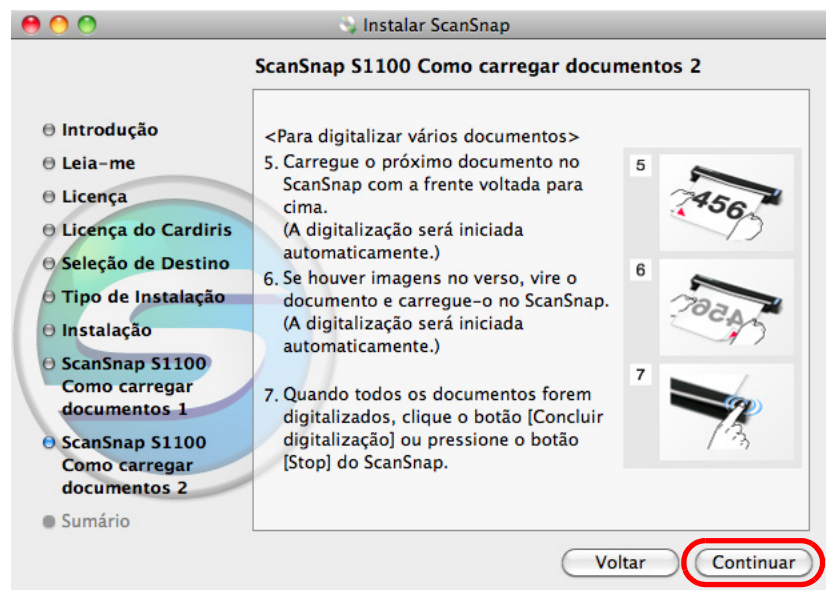 Instalar ScanSnap
ScanSnap S1100 Como carregar documentos 2
Introdução
Leia-me
Licença
Licença do Cardiris
Seleção de Destino
Tipo de Instalação
Instalação
ScanSnap S1100
Como carregar
documentos 1
ScanSnap S1100
Como carregar
documentos 2
Sumário
<Para digitalizar vários documentos>
5. Carregue o próximo documento no
ScanSnap com a frente voltada para
cima.
(A digitalização será iniciada
automaticamente.)
6. Se houver imagens no verso, vire o
documento e carregue-o no ScanSnap.
(A digitalização será iniciada
automaticamente.)
7. Quando todos os documentos forem
digitalizados, clique o botão [Concluir
digitalização] ou pressione o botão
[Stop] do ScanSnap.
5
456
6
456
7
Voltar
Continuar